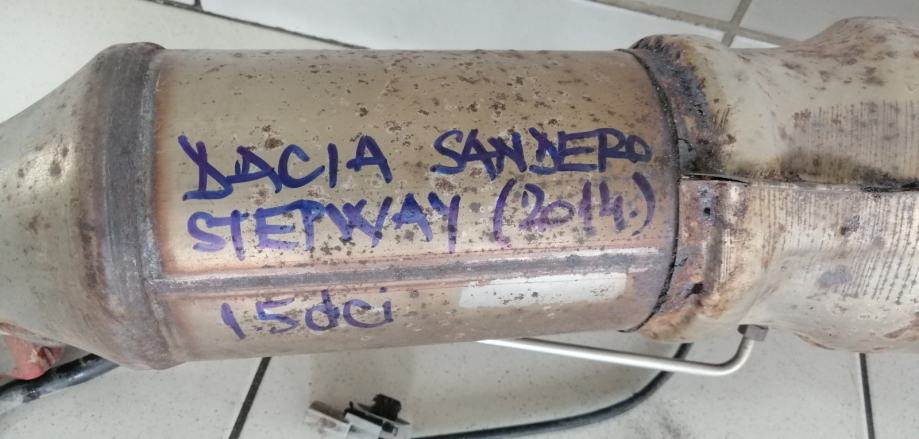 DACIA SANDERO
STEPWAY (2014.)
1.5dci